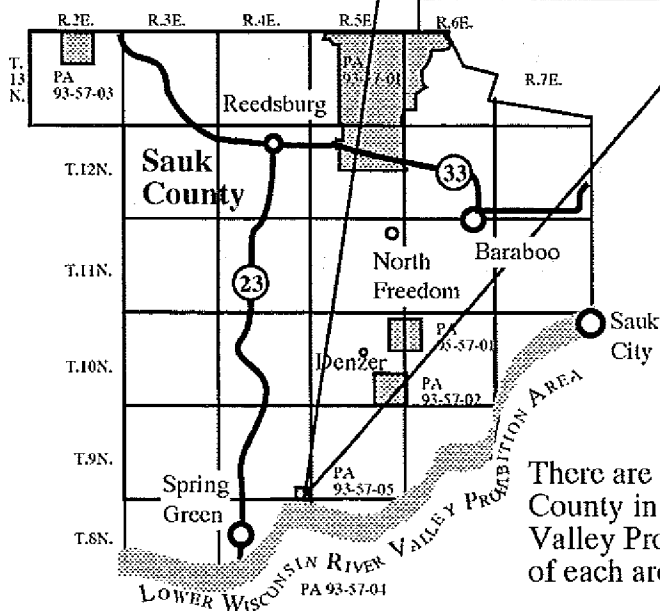 R.2E. R.3E. R.4E. R.5E. R.6E.
T.
13
N.
PA
93-57-03
PA
93-57-01
R.7E.
Reedsburg
T.12N.
Sauk
County
33
Baraboo
T.11N.
North
Freedom
23
Sauk
City
T.10N.
Denzer
PA
95-57-01
PA
93-57-02
T.9N.
PA
93-57-05
Spring
Green
T.8N.
LOWER WISCONSIN RIVER VALLEY PROHIBITION AREA
PA 93-57-04
There are
County in
Valley Pro
of each are